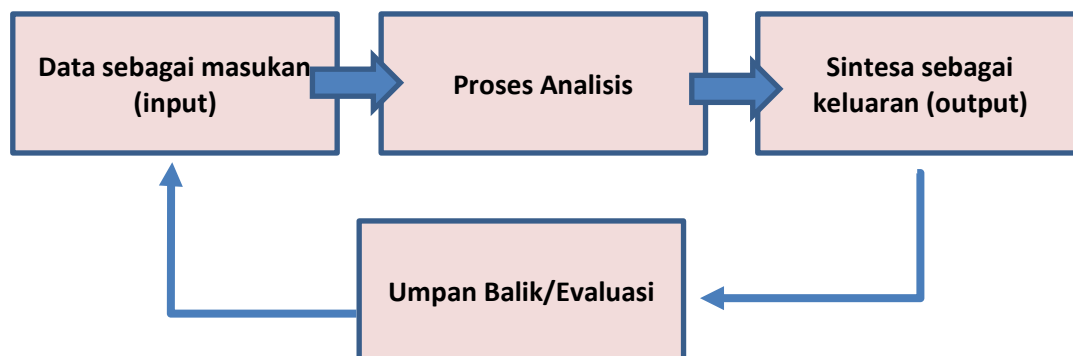 Data sebagai masukan
(input)
Proses Analisis
Sintesa sebagai
keluaran (output)
Umpan Balik/Evaluasi